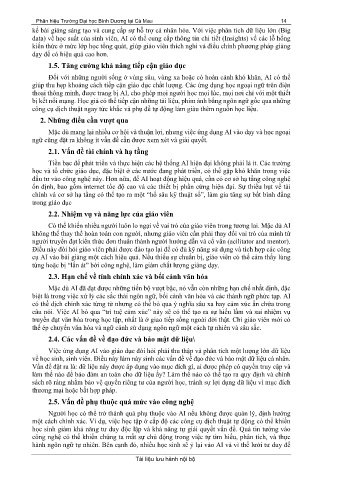 Phân hiệu Trường Đại học Bình Dương tại Cà Mau 14
kế bài giảng sáng tạo và cung cấp sự hỗ trợ cá nhân hóa. Với việc phân tích dữ liệu lớn (Big
data) về học suất của sinh viên, AI có thể cung cấp thông tin chi tiết (Insights) về các lỗ hổng
kiến thức ở mức lớp học tổng quát, giúp giáo viên thích nghi và điều chỉnh phương pháp giảng
dạy để có hiệu quả cao hơn.
1.5. Tăng cường khả năng tiếp cận giáo dục
Đối với những người sống ở vùng sâu, vùng xa hoặc có hoàn cảnh khó khăn, AI có thể
giúp thu hẹp khoảng cách tiếp cận giáo dục chất lượng. Các ứng dụng học ngoại ngữ trên điện
thoại thông minh, được trang bị AI, cho phép mọi người học mọi lúc, mọi nơi chỉ với một thiết
bị kết nối mạng. Học giả có thể tiếp cận những tài liệu, phim ảnh bằng ngôn ngữ gốc qua những
công cụ dịch thuật ngay tức khắc và phụ đề tự động làm giàu thêm nguồn học liệu.
2. Những điều cần vượt qua
Mặc dù mang lại nhiều cơ hội và thuận lợi, nhưng việc ứng dụng AI vào dạy và học ngoại
ngữ cũng đặt ra không ít vấn đề cần được xem xét và giải quyết.
2.1. Vấn đề tài chính và hạ tầng
Tiền bạc để phát triển và thực hiện các hệ thống AI hiện đại không phải là ít. Các trường
học và tổ chức giáo dục, đặc biệt ở các nước đang phát triển, có thể gặp khó khăn trong việc
đầu tư vào công nghệ này. Hơn nữa, để AI hoạt động hiệu quả, cần có cơ sở hạ tầng công nghệ
ổn định, bao gồm internet tốc độ cao và các thiết bị phần cứng hiện đại. Sự thiếu hụt về tài
chính và cơ sở hạ tầng có thể tạo ra một "hố sâu kỹ thuật số", làm gia tăng sự bất bình đẳng
trong giáo dục
2.2. Nhiệm vụ và năng lực của giáo viên
Có thể khiến nhiều người luôn lo ngại về vai trò của giáo viên trong tương lai. Mặc dù AI
không thể thay thế hoàn toàn con người, nhưng giáo viên cần phải thay đổi vai trò của mình từ
người truyền đạt kiến thức đơn thuần thành người hướng dẫn và cố vấn (acilitator and mentor).
Điều này đòi hỏi giáo viên phải được đào tạo lại để có đủ kỹ năng sử dụng và tích hợp các công
cụ AI vào bài giảng một cách hiệu quả. Nếu thiếu sự chuẩn bị, giáo viên có thể cảm thấy lúng
túng hoặc bị "lấn át" bởi công nghệ, làm giảm chất lượng giảng dạy.
2.3. Hạn chế về tính chính xác và bối cảnh văn hóa
Mặc dù AI đã đạt được những tiến bộ vượt bậc, nó vẫn còn những hạn chế nhất định, đặc
biệt là trong việc xử lý các sắc thái ngôn ngữ, bối cảnh văn hóa và các thành ngữ phức tạp. AI
có thể dịch chính xác từng từ nhưng có thể bỏ qua ý nghĩa sâu xa hay cảm xúc ẩn chứa trong
câu nói. Việc AI bỏ qua "trí tuệ cảm xúc" này sẽ có thể tạo ra sự hiểu lầm và sai nhiệm vụ
truyền đạt văn hóa trong học tập, nhất là ở giao tiếp sống ngoài đời thật. Chỉ giáo viên mới có
thể ép chuyện văn hóa và ngữ cảnh sử dụng ngôn ngữ một cách tự nhiên và sâu sắc.
2.4. Các vấn đề về đạo đức và bảo mật dữ liệu\
Việc ứng dụng AI vào giáo dục đòi hỏi phải thu thập và phân tích một lượng lớn dữ liệu
về học sinh, sinh viên. Điều này làm nảy sinh các vấn đề về đạo đức và bảo mật dữ liệu cá nhân.
Vấn đề đặt ra là: dữ liệu này được áp dụng vào mục đích gì, ai được phép có quyền truy cập và
làm thế nào để bảo đảm an toàn cho dữ liệu ấy? Làm thế nào có thể tạo ra quy định và chính
sách rõ ràng nhằm bảo vệ quyền riêng tư của người học, tránh sự lợi dụng dữ liệu vì mục đích
thương mại hoặc bất hợp pháp.
2.5. Vấn đề phụ thuộc quá mức vào công nghệ
Người học có thể trở thành quá phụ thuộc vào AI nếu không được quản lý, định hướng
một cách chính xác. Ví dụ, việc học tập ở cấp độ các công cụ dịch thuật tự động có thể khiến
học sinh giảm khả năng tư duy độc lập và khả năng tự giải quyết vấn đề. Quá tin tưởng vào
công nghệ có thể khiến chúng ta mất sự chủ động trong việc tự tìm hiểu, phân tích, và thực
hành ngôn ngữ tự nhiên. Bên cạnh đó, nhiều học sinh sẽ ỷ lại vào AI và vì thế lười tư duy để
Tài liệu lưu hành nội bộ